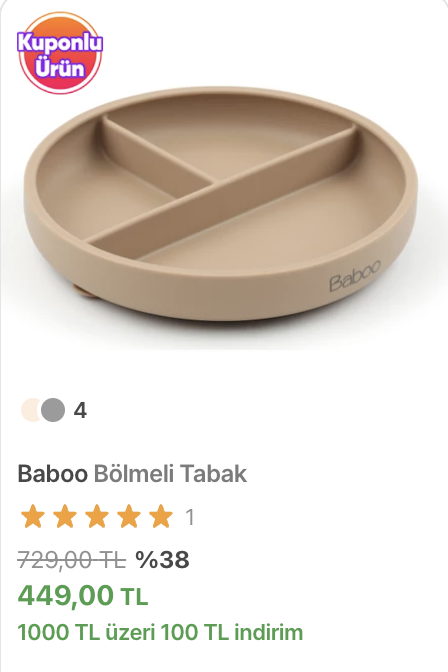 Kuponlu
Ürün
Baboo
4
Baboo Bölmeli Tabak
1
729,00 TL %38
449,00 TL
1000 TL üzeri 100 TL indirim